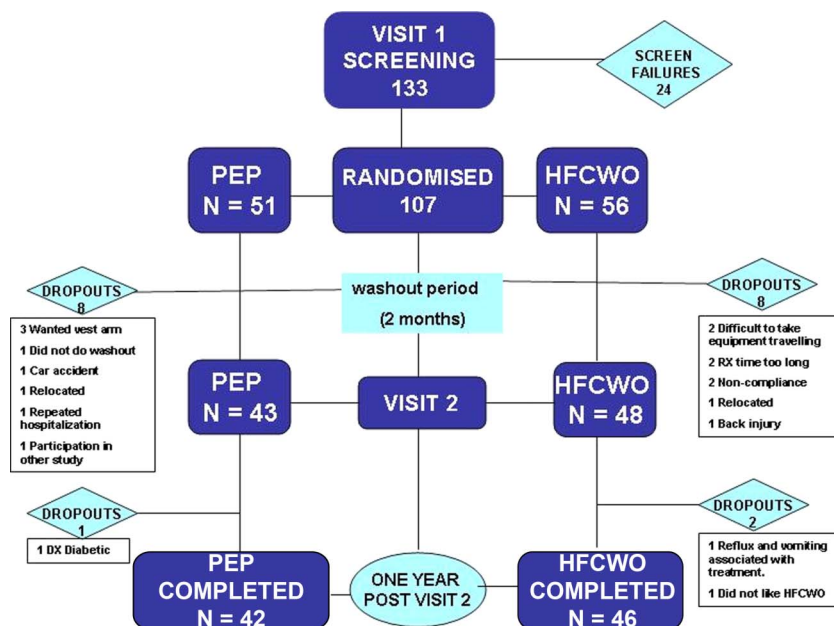 VISIT 1
SCREENING
133
SCREEN
FAILURES
24
PEP
N = 51
RANDOMISED
107
HFCWO
N = 56
DROPOUTS
8
washout period
(2 months)
DROPOUTS
8
3 Wanted vest arm
1 Did not do washout
1 Car accident
1 Relocated
1 Repeated
hospitalization
1 Participation in
other study
2 Difficult to take
equipment travelling
2 RX time too long
2 Non-compliance
1 Relocated
1 Back injury
PEP
N = 43
VISIT 2
HFCWO
N = 48
DROPOUTS
1
1 DX Diabetic
DROPOUTS
2
1 Reflux and vomiting
associated with
treatment.
1 Did not like HFCWO
PEP
COMPLETED
N = 42
ONE YEAR
POST VISIT 2
HFCWO
COMPLETED
N = 46